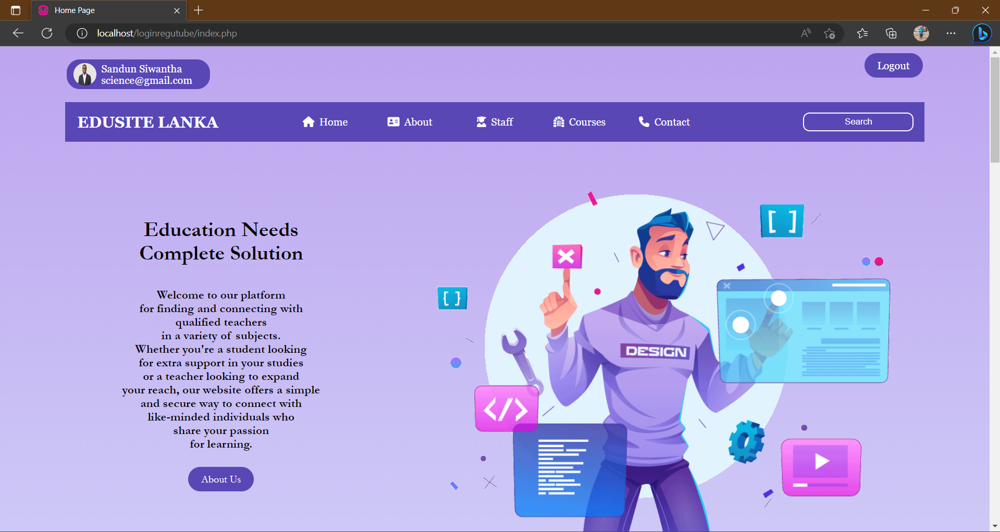 Home Page
localhost/loginregutube/index.php
Sandun Siwantha
science@gmail.com
Logout
EDUSITE LANKA
Home
About
Staff
Courses
Contact
Search
Education Needs
Complete Solution
Welcome to our platform
for finding and connecting with
qualified teachers
in a variety of subjects.
Whether you're a student looking
for extra support in your studies
or a teacher looking to expand
your reach, our website offers a simple
and secure way to connect with
like-minded individuals who
share your passion
for learning.
About Us
[ ]
{ }
DESIGN
</>